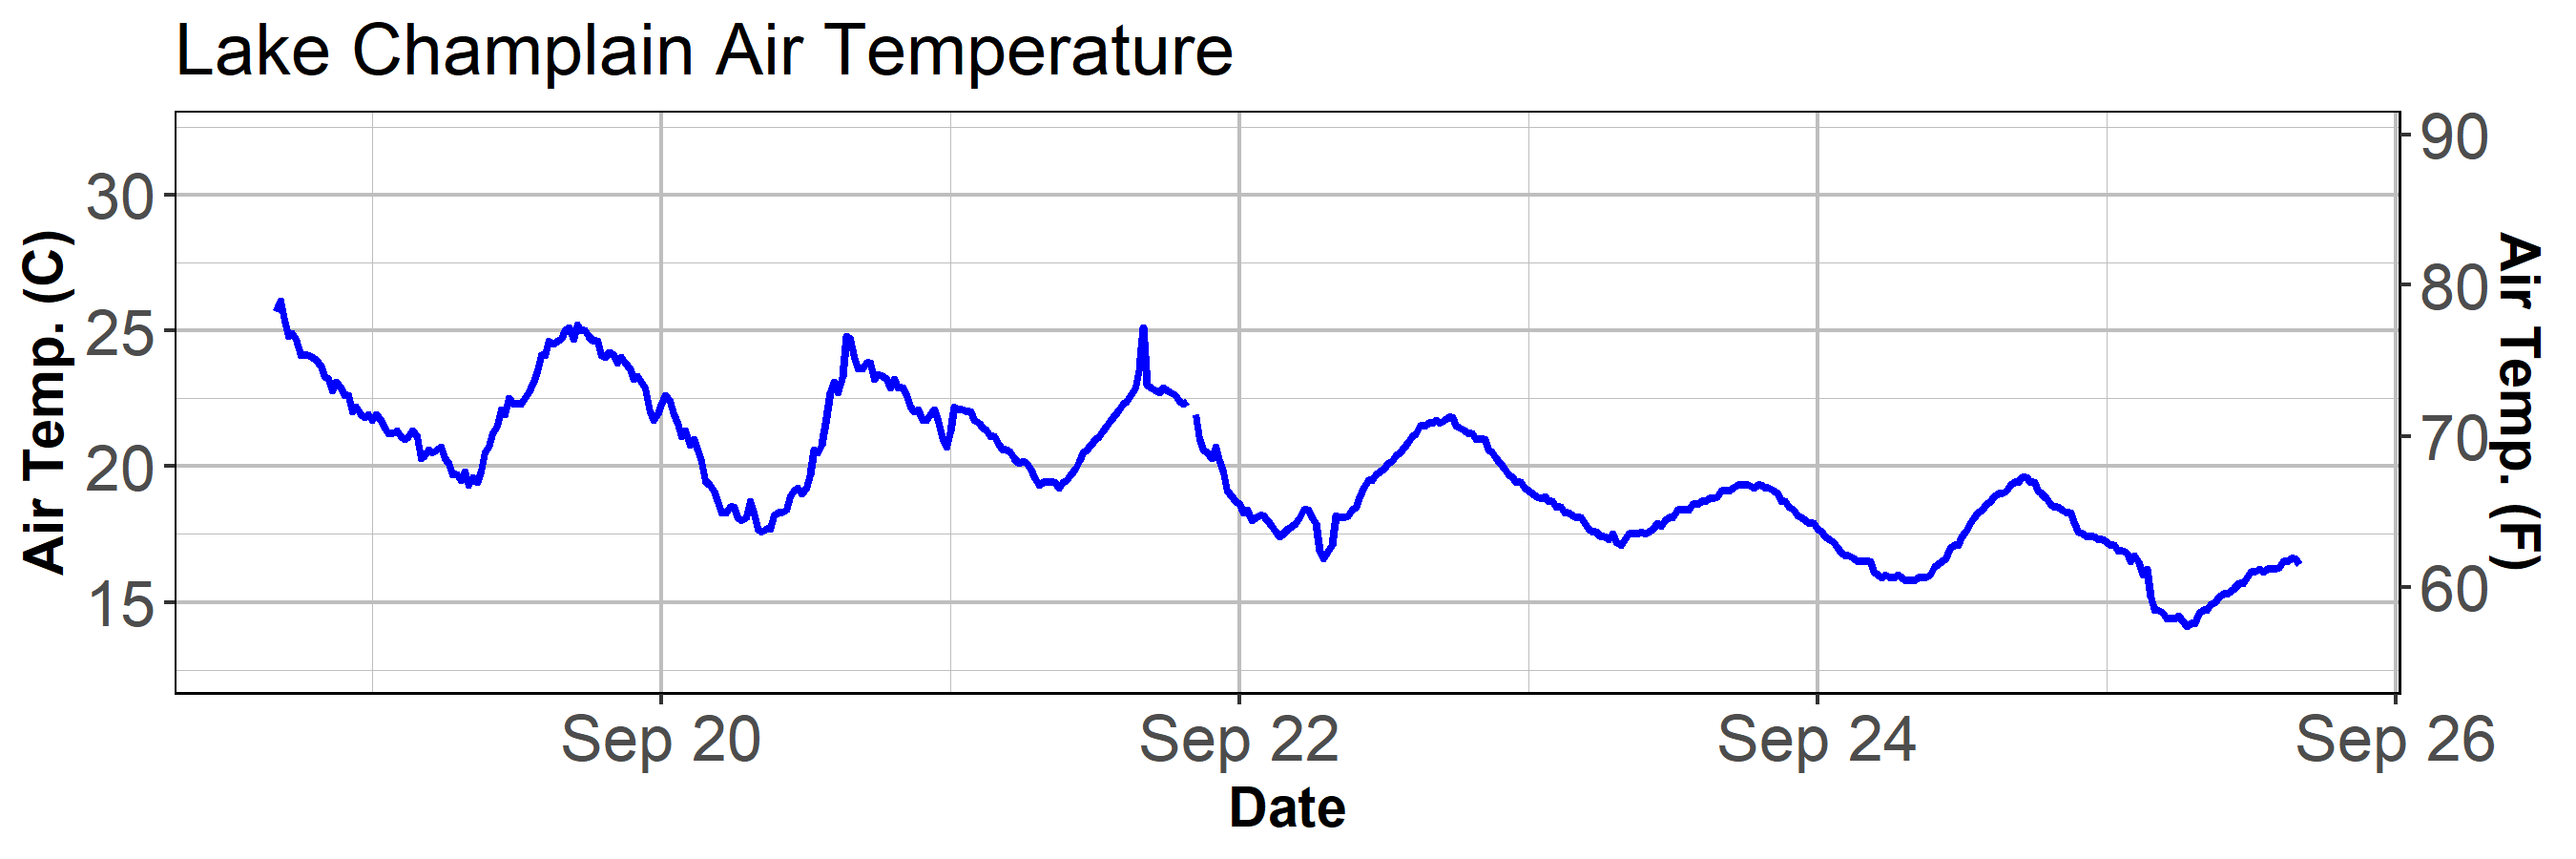 Lake Champlain Air Temperature
Air Temp. (C)
30
25
20
15
90
80
70
60
Air Temp. (F)
Sep 20
Sep 22
Sep 24
Sep 26
Date